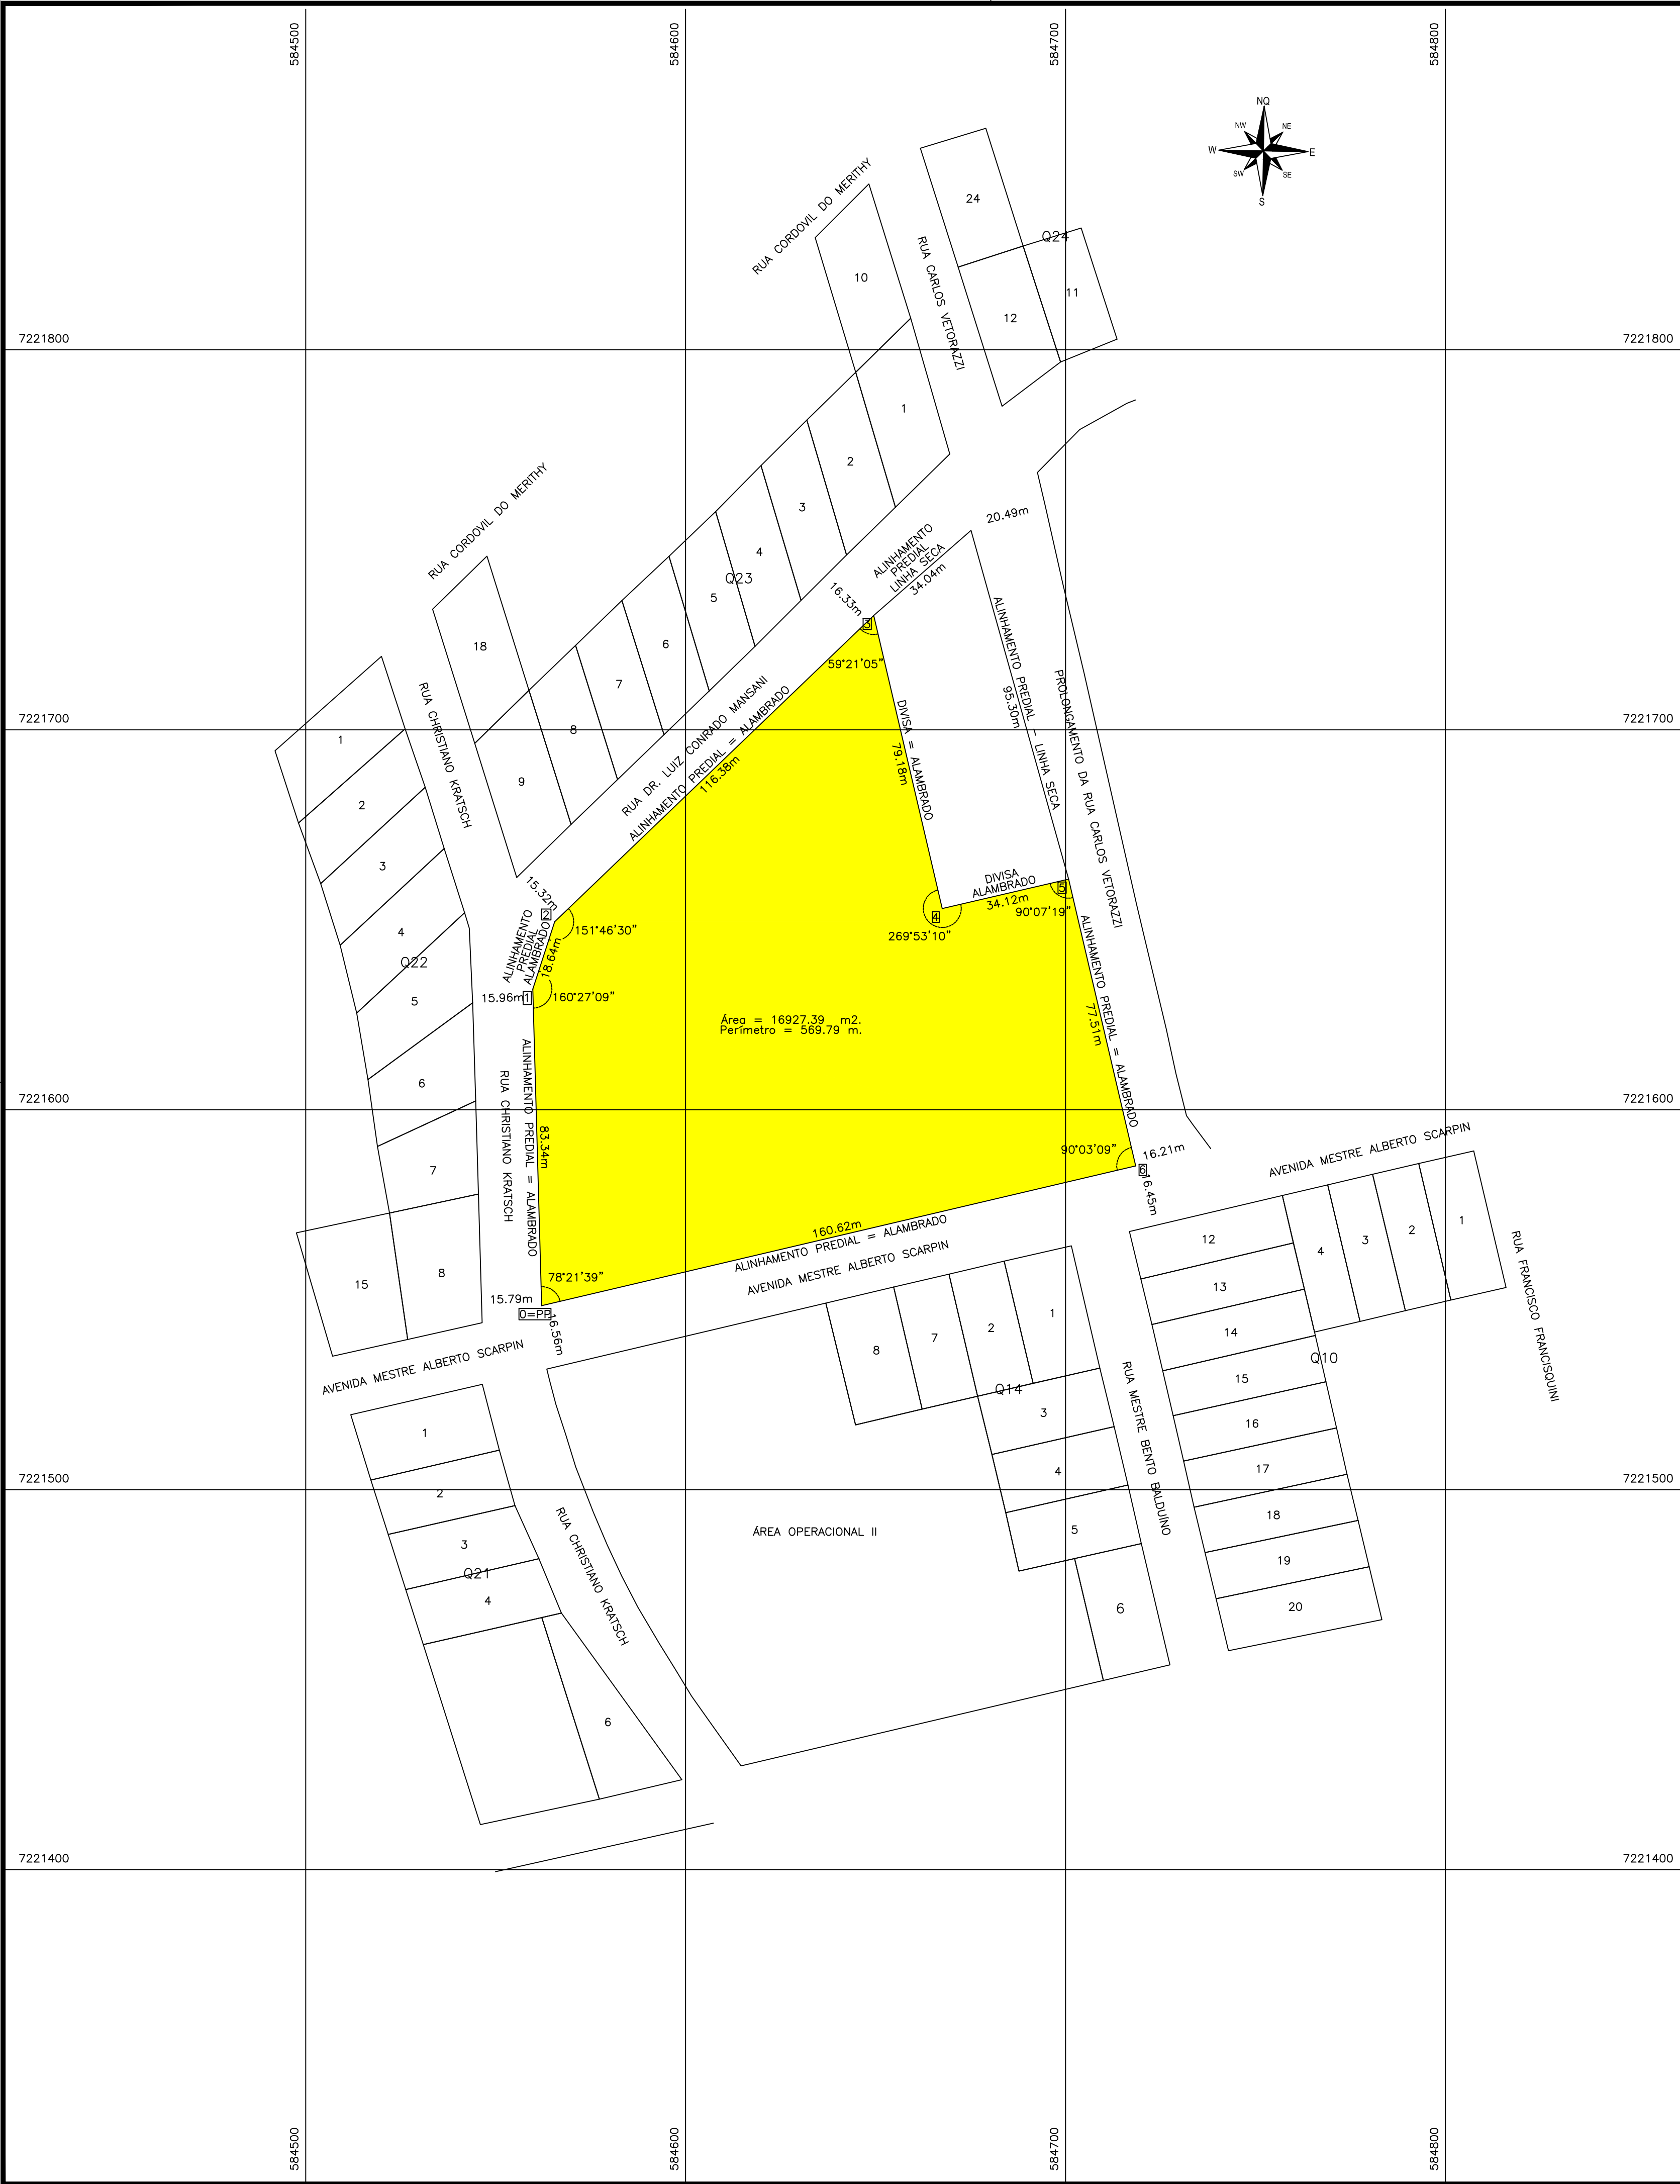 584500
584600
584700
584800
NQ
NW
NE
W
E
SW
SE
S
RUA CORDOVIL DO MERITHY
24
Q24
10
RUA CARLOS VETORAZZI
11
12
7221800
7221800
1
2
RUA CORDOVIL DO MERITHY
3
20.49m
4
ALINHAMENTO
PREDIAL
LINHA SECA
34.04m
Q23
5
16.33m
3
18
6
59°21'05"
7
RUA CHRISTIANO KRATSCH
8
9
RUA DR. LUIZ CONRADO MANSANI
ALINHAMENTO PREDIAL = ALAMBRADO
116.38m
DIVISA = ALAMBRADO
79.18m
ALINHAMENTO PREDIAL - LINHA SECA
95.30m
PROLONGAMENTO DA RUA CARLOS VETORAZZI
7221700
7221700
1
2
3
4
Q22
5
6
7
15
8
15.32m
2
ALINHAMENTO
PREDIAL
ALAMBRADO
18.64m
151°46'30"
15.96m
1
160°27'09"
DIVISA
ALAMBRADO
34.12m
5
90°07'19"
4
269°53'10"
Área = 16927.39 m2.
Perímetro = 569.79 m.
ALINHAMENTO PREDIAL = ALAMBRADO
77.51m
RUA CHRISTIANO KRATSCH
ALINHAMENTO PREDIAL = ALAMBRADO
83.34m
7221600
7221600
90°03'09"
16.21m
6
16.45m
AVENIDA MESTRE ALBERTO SCARPIN
160.62m
ALINHAMENTO PREDIAL = ALAMBRADO
AVENIDA MESTRE ALBERTO SCARPIN
78°21'39"
15.79m
0=PP
16.56m
AVENIDA MESTRE ALBERTO SCARPIN
12
4
3
2
1
13
14
Q10
15
16
17
18
19
20
RUA FRANCISCO FRANCISQUINI
8
7
2
1
Q14
3
4
5
6
RUA MESTRE BENTO BALDUÍNO
1
2
3
Q21
4
6
RUA CHRISTIANO KRATSCH
ÁREA OPERACIONAL II
7221500
7221500
7221400
7221400
584500
584600
584700
584800